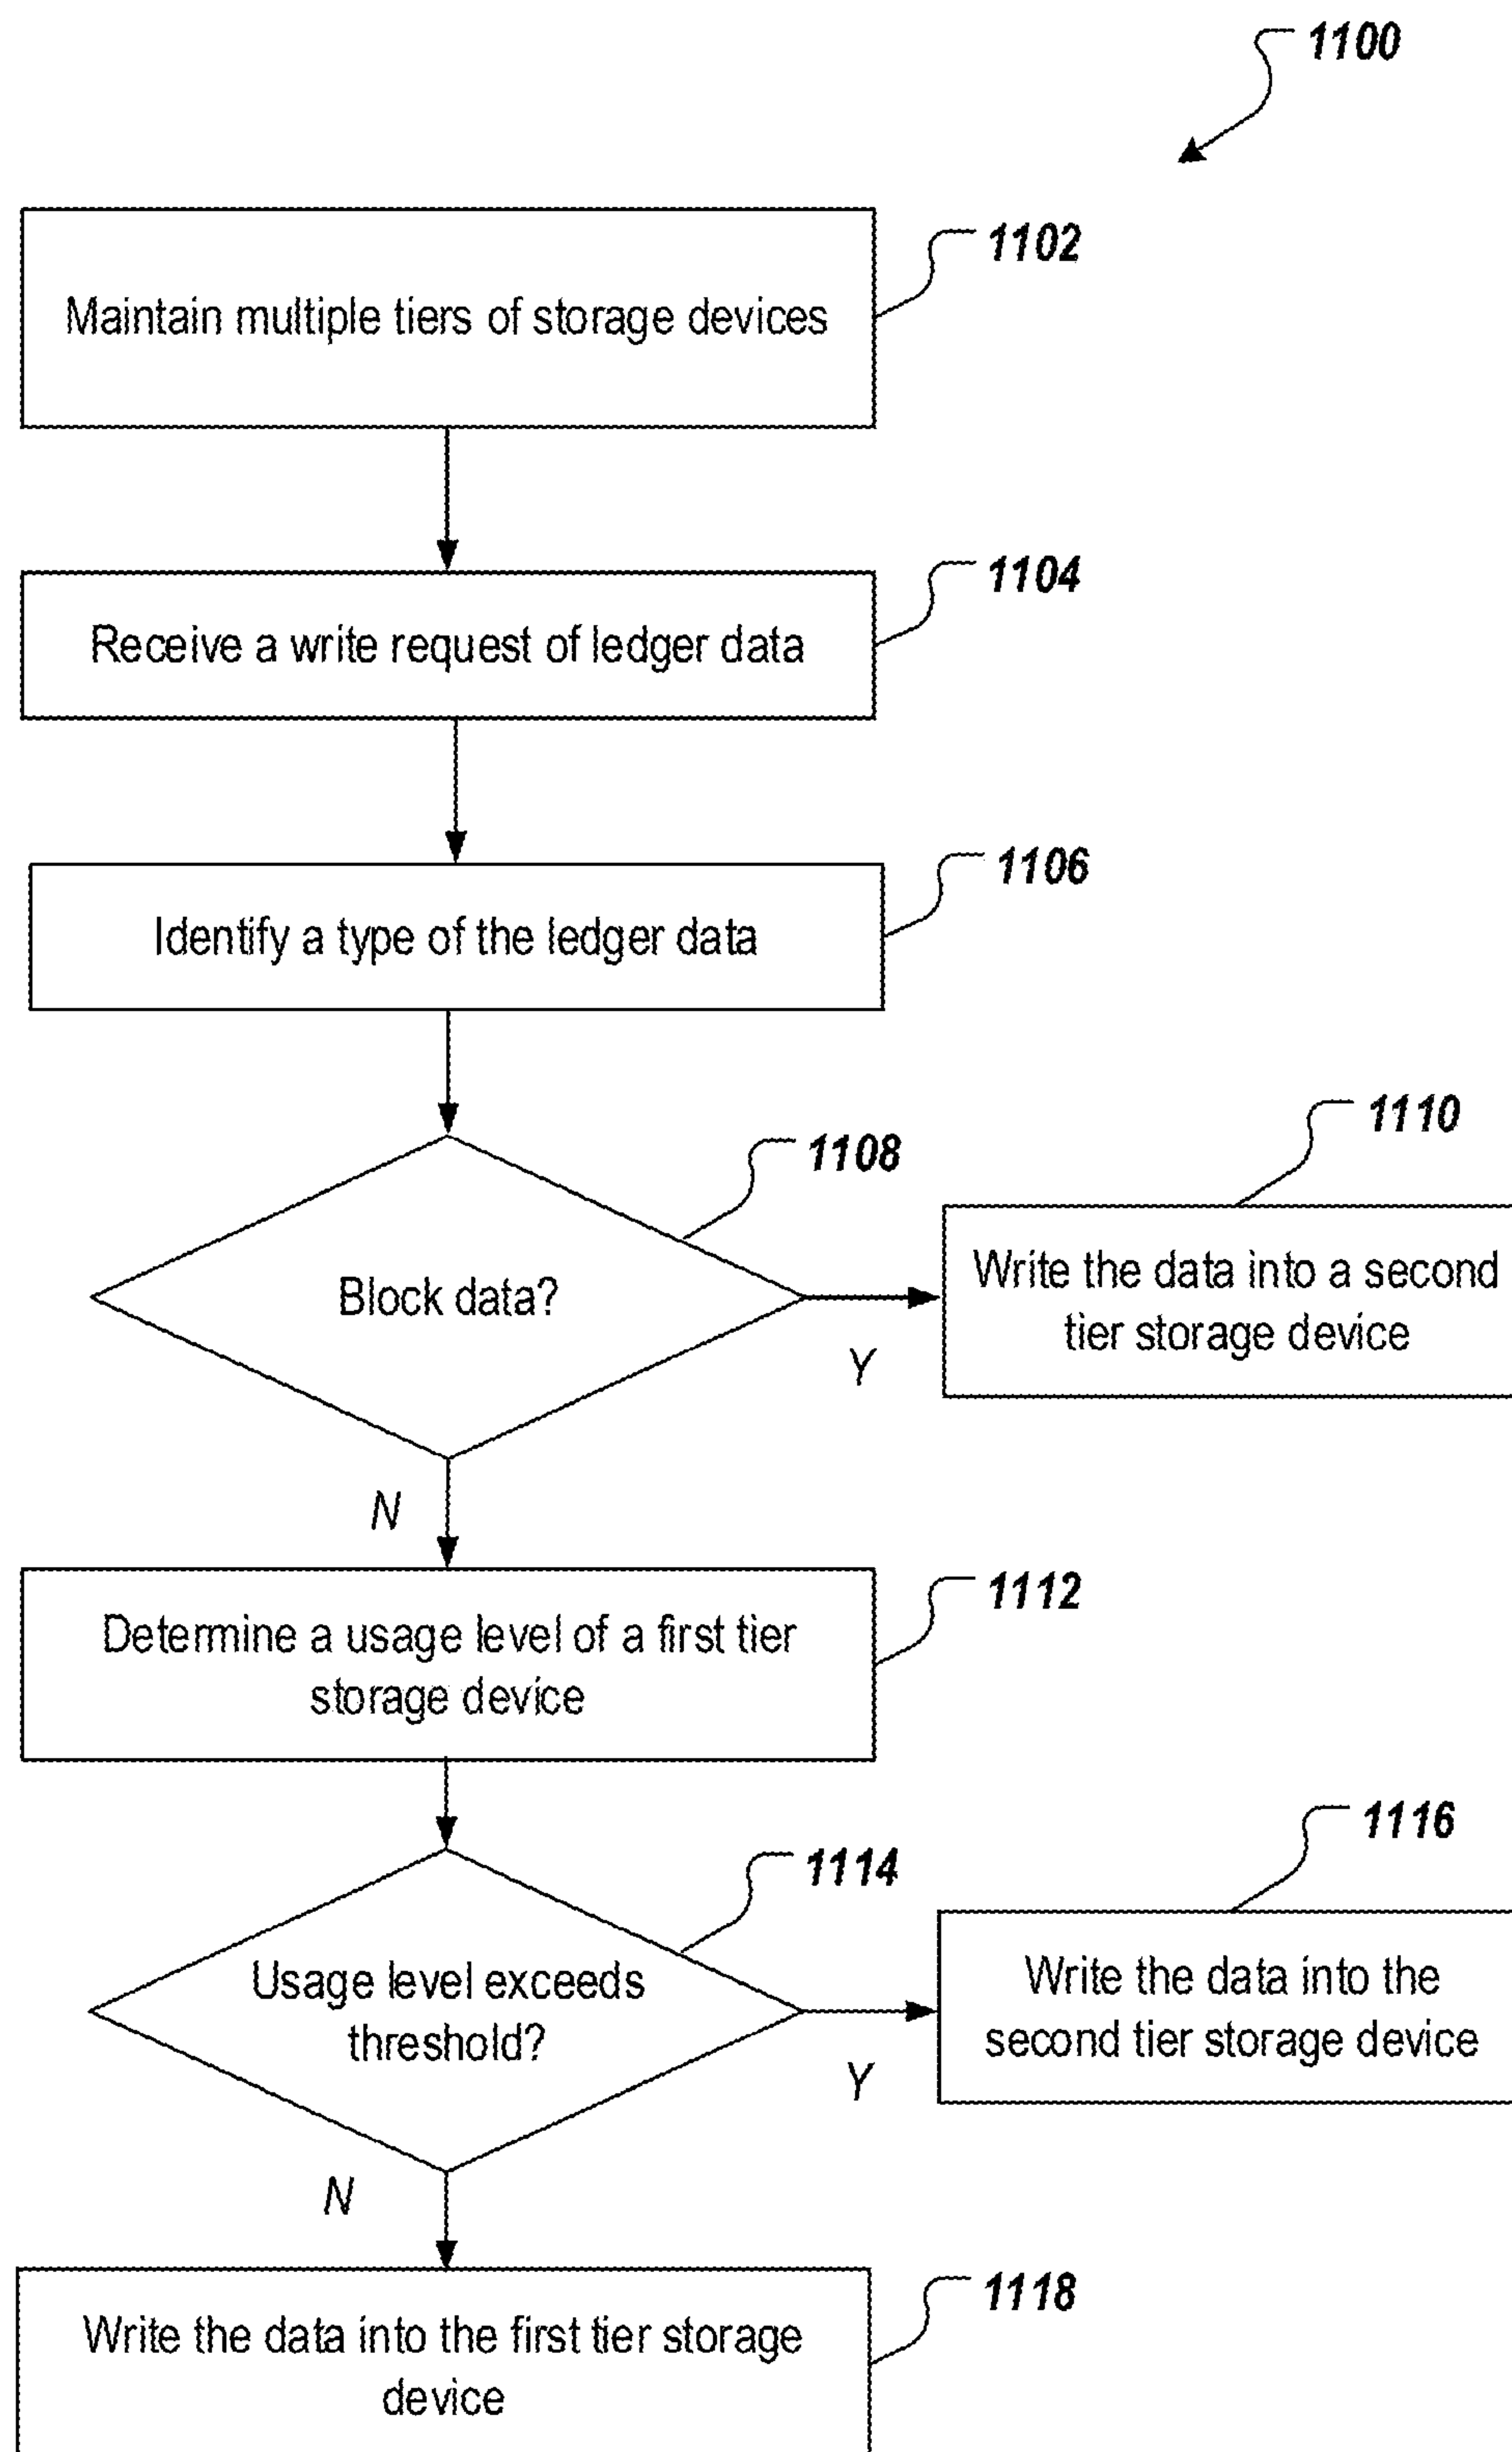 1100
1102
Maintain multiple tiers of storage devices
1104
Receive a write request of ledger data
1106
Identify a type of the ledger data
1108
Block data?
Y
N
1110
Write the data into a second
tier storage device
1112
Determine a usage level of a first tier
storage device
1114
Usage level exceeds
threshold?
Y
N
1116
Write the data into the
second tier storage device
1118
Write the data into the first tier storage
device